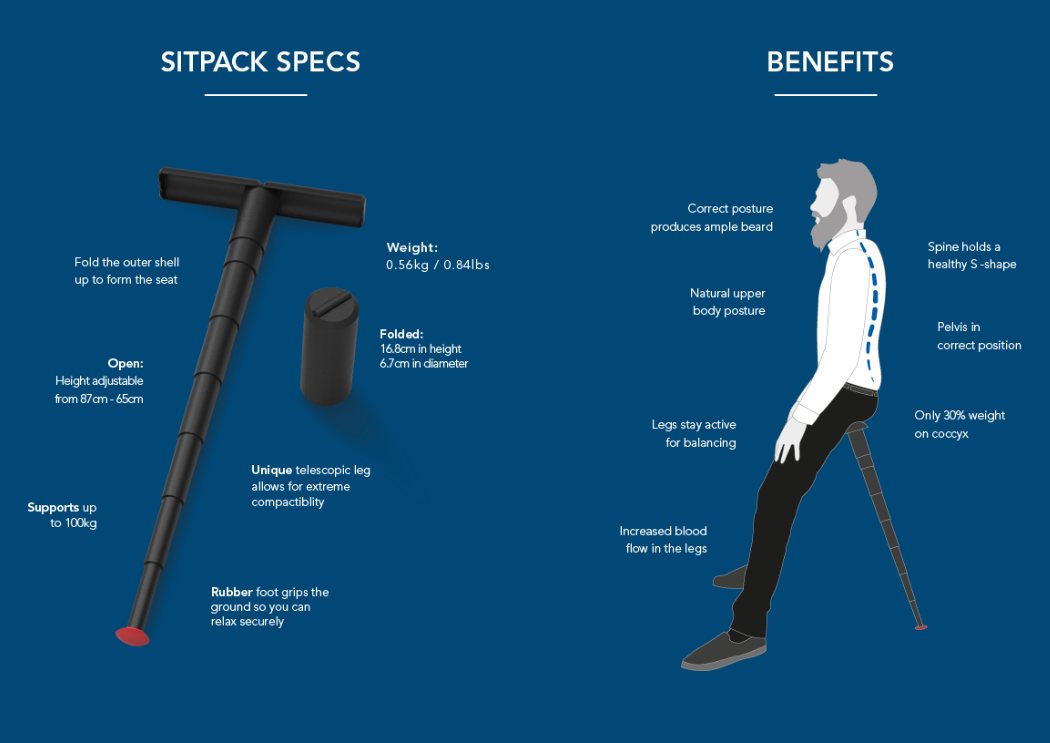 SITPACK SPECS
Fold the outer shell
up to form the seat
Weight:
0.56kg / 0.84lbs
Folded:
16.8cm in height
6.7cm in diameter
Open:
Height adjustable
from 87cm - 65cm
Unique telescopic leg
allows for extreme
compactiblity
Supports up
to 100kg
Rubber foot grips the
ground so you can
relax securely
BENEFITS
Correct posture
produces ample beard
Spine holds a
healthy S -shape
Natural upper
body posture
Pelvis in
correct position
Only 30% weight
on coccyx
Legs stay active
for balancing
Increased blood
flow in the legs